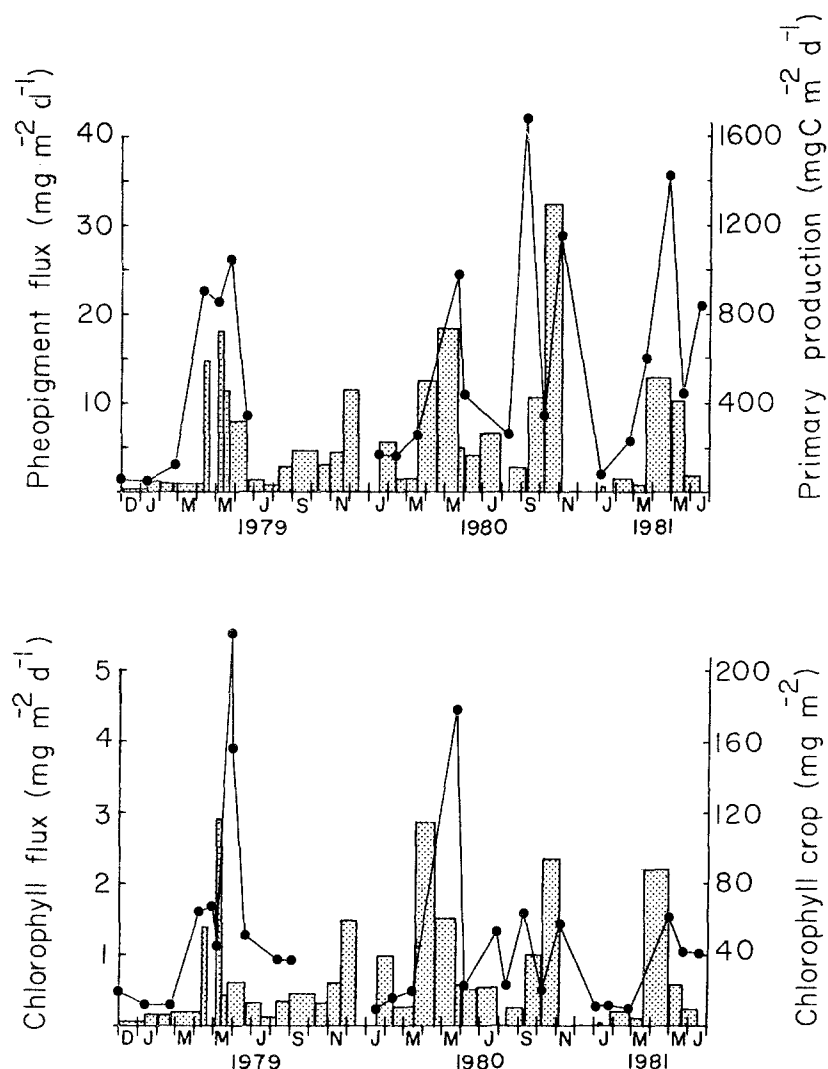 Pheopigment flux (mg·m⁻² d⁻¹)
40
30
20
10
Primary production (mgC m⁻² d⁻¹)
1600
1200
800
400
D J M M J S N J M M J S N J M M J
1979 1980 1981
Chlorophyll flux (mg m⁻² d⁻¹)
5
4
3
2
1
Chlorophyll crop (mg m⁻²)
200
160
120
80
40
D J M M J S N J M M J S N J M M J
1979 1980 1981